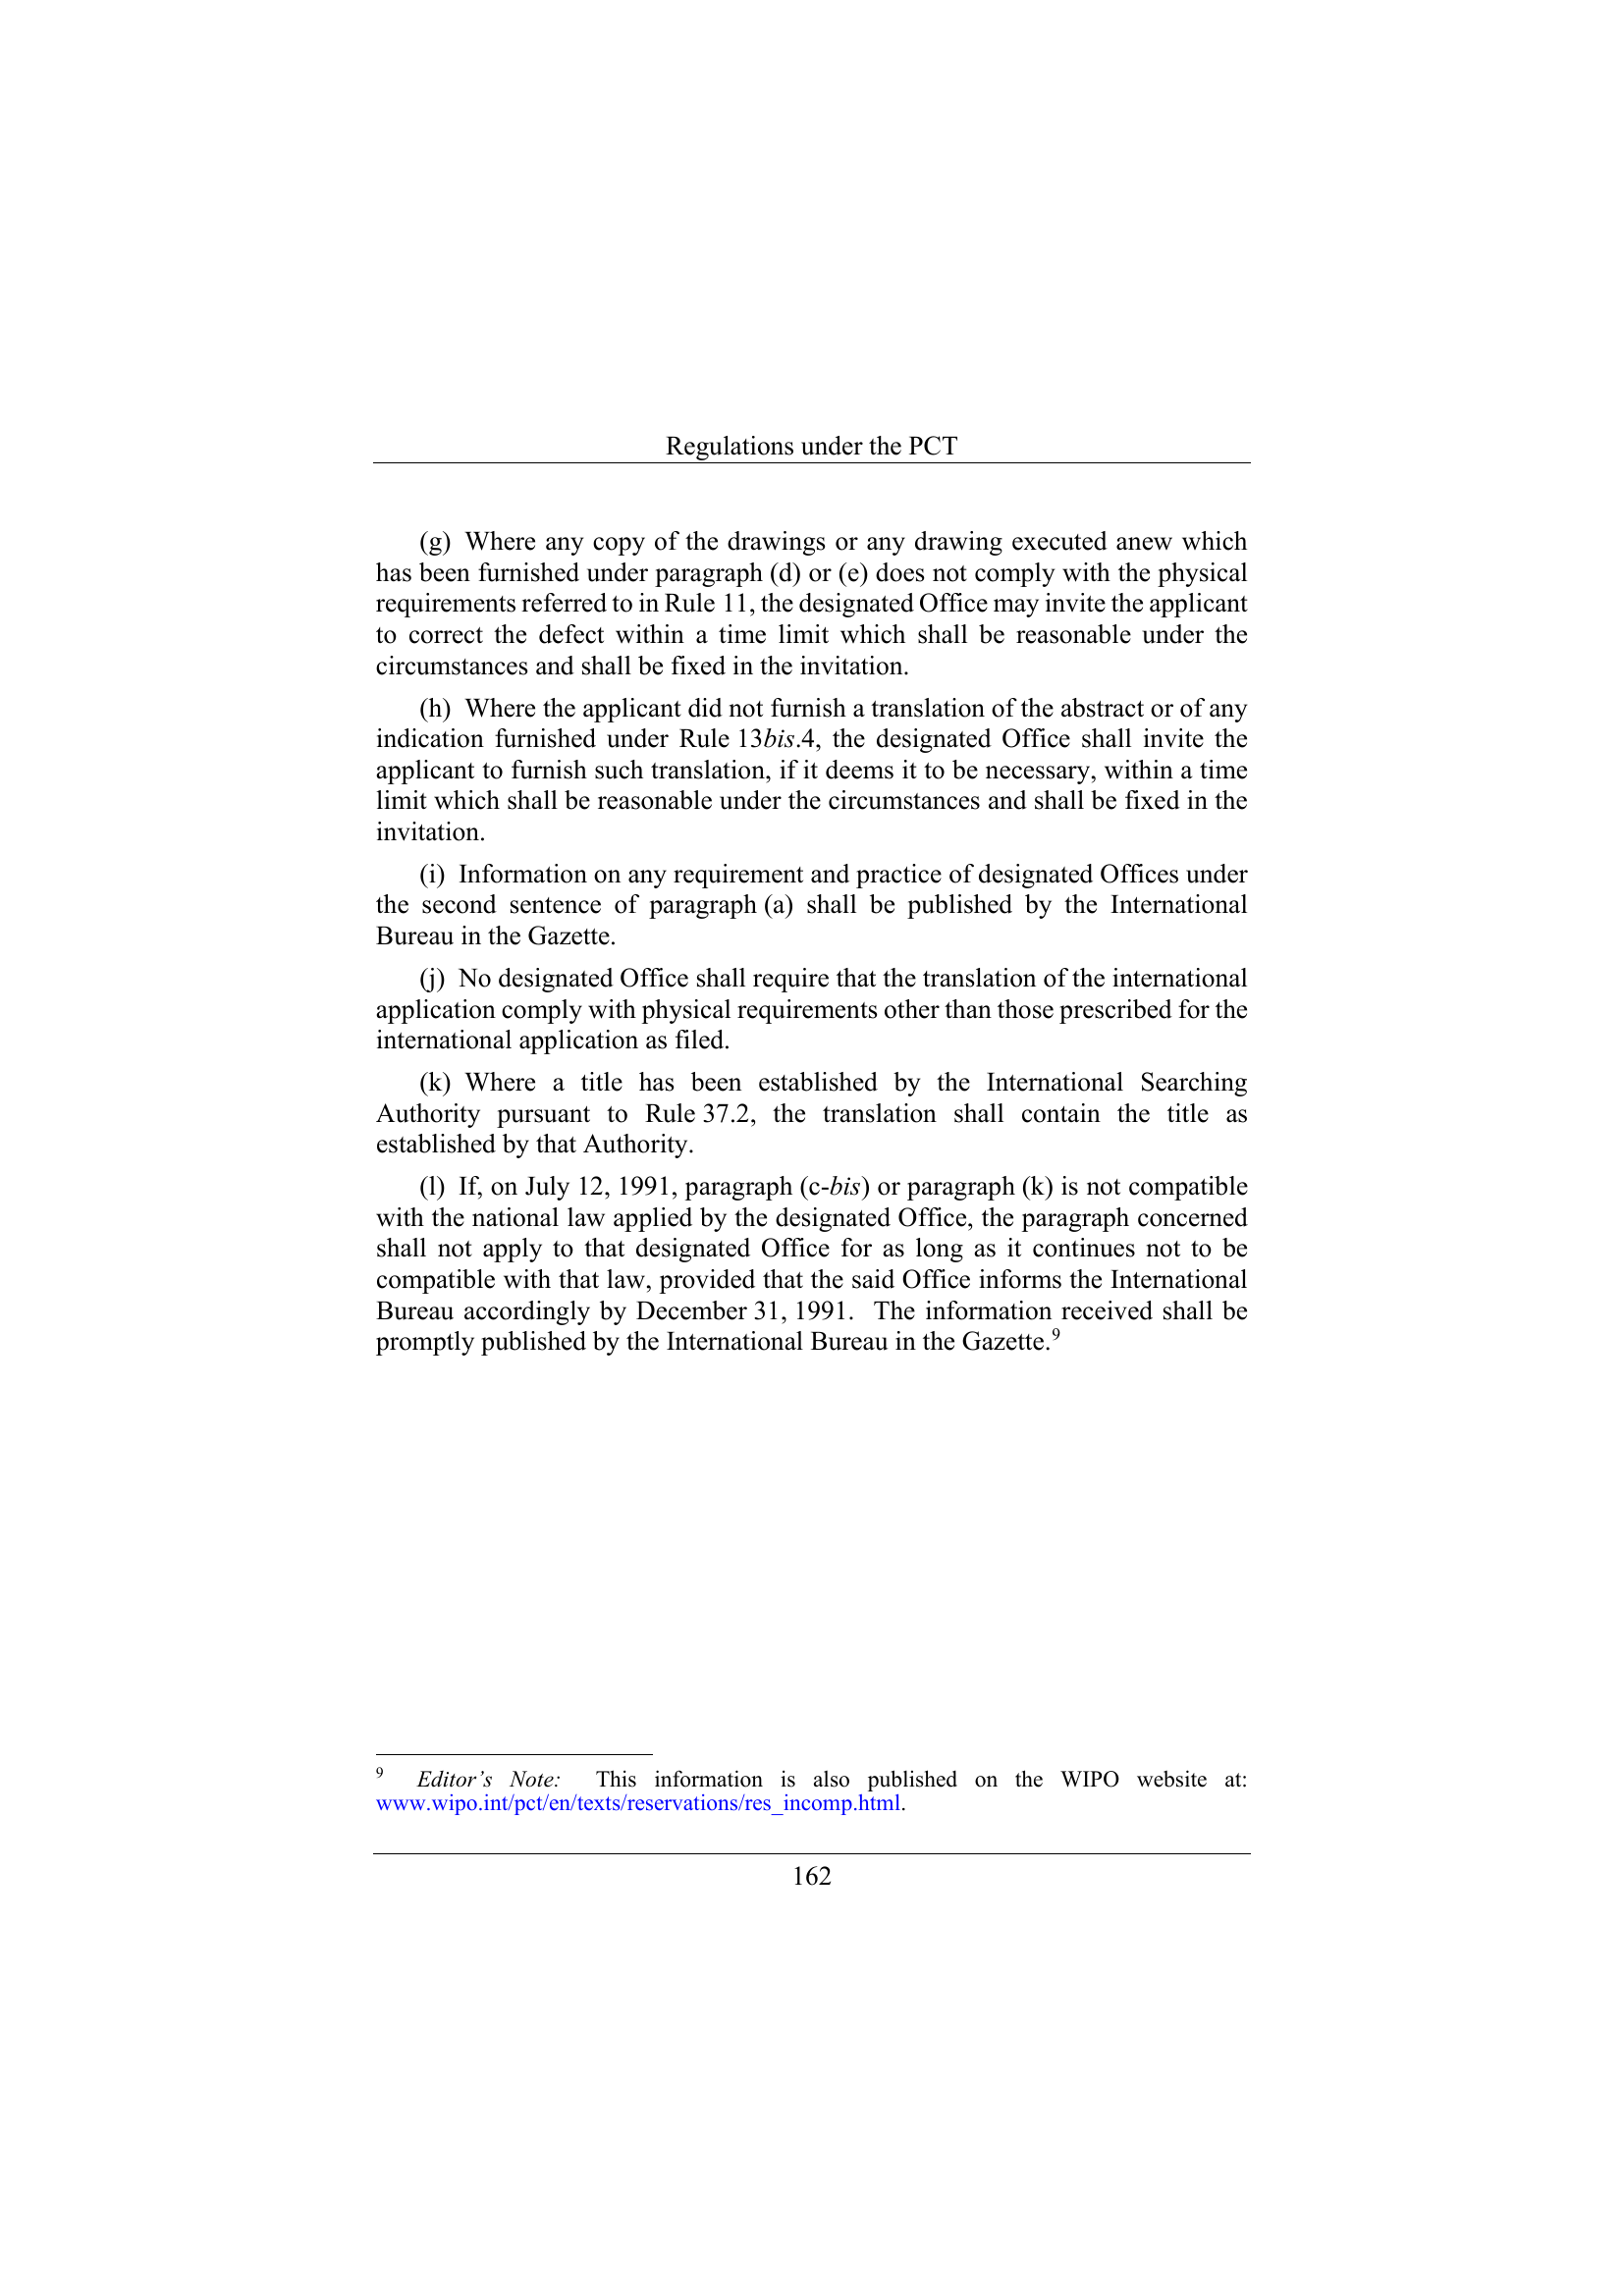 Regulations under the PCT
(g) Where any copy of the drawings or any drawing executed anew which
has been furnished under paragraph (d) or (e) does not comply with the physical
requirements referred to in Rule 11, the designated Office may invite the applicant
to correct the defect within a time limit which shall be reasonable under the
circumstances and shall be fixed in the invitation.
(h) Where the applicant did not furnish a translation of the abstract or of any
indication furnished under Rule 13bis.4, the designated Office shall invite the
applicant to furnish such translation, if it deems it to be necessary, within a time
limit which shall be reasonable under the circumstances and shall be fixed in the
invitation.
(i) Information on any requirement and practice of designated Offices under
the second sentence of paragraph (a) shall be published by the International
Bureau in the Gazette.
(j) No designated Office shall require that the translation of the international
application comply with physical requirements other than those prescribed for the
international application as filed.
(k) Where a title has been established by the International Searching
Authority pursuant to Rule 37.2, the translation shall contain the title as
established by that Authority.
(l) If, on July 12, 1991, paragraph (c-bis) or paragraph (k) is not compatible
with the national law applied by the designated Office, the paragraph concerned
shall not apply to that designated Office for as long as it continues not to be
compatible with that law, provided that the said Office informs the International
Bureau accordingly by December 31, 1991. The information received shall be
promptly published by the International Bureau in the Gazette.9
9 Editor's Note: This information is also published on the WIPO website at:
www.wipo.int/pct/en/texts/reservations/res_incomp.html.
162